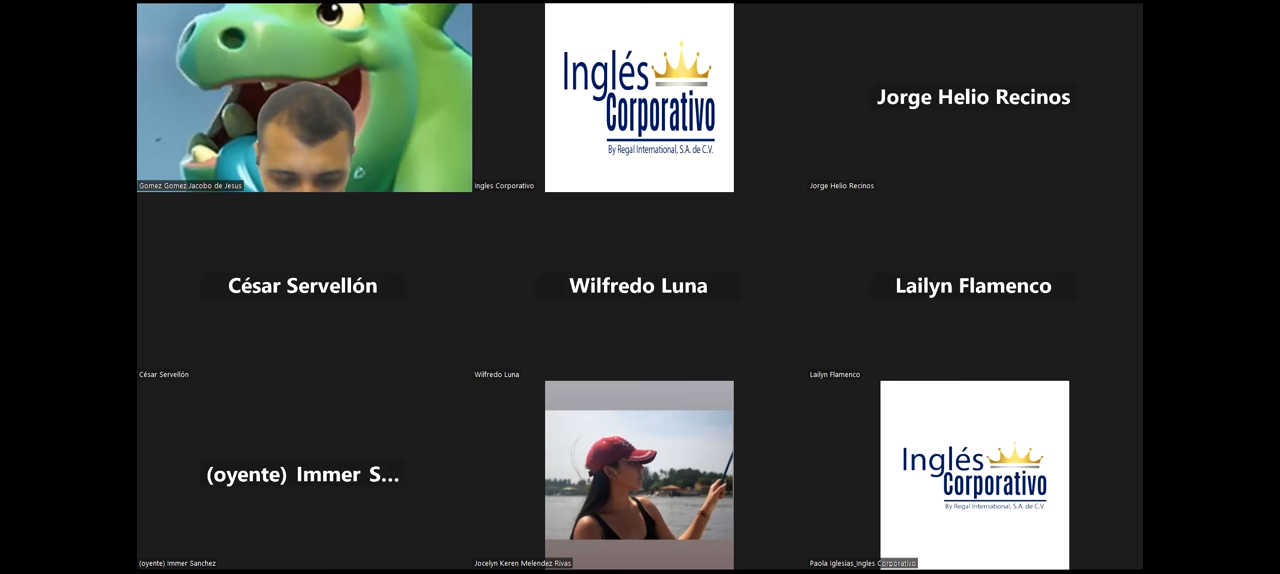 Gomez Gomez Jacobo de Jesus
Inglés
Corporativo
By Regal International, S.A. de C.V.
Ingles Corporativo
Jorge Helio Recinos
Jorge Helio Recinos
César Servellón
César Servellón
Wilfredo Luna
Wilfredo Luna
Lailyn Flamenco
Lailyn Flamenco
(oyente) Immer S...
(oyente) Immer Sanchez
Jocelyn Keren Melendez Rivas
Inglés
Corporativo
By Regal International, S.A. de C.V.
Paola Iglesias_Ingles Corporativo